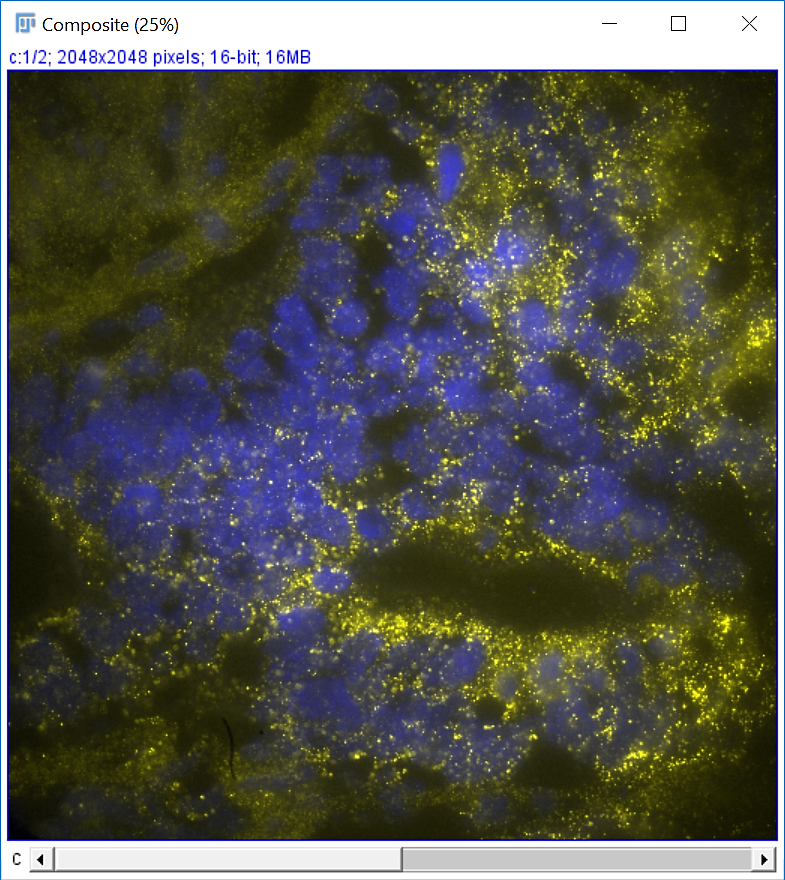 Composite (25%)
c:1/2; 2048x2048 pixels; 16-bit; 16MB
C